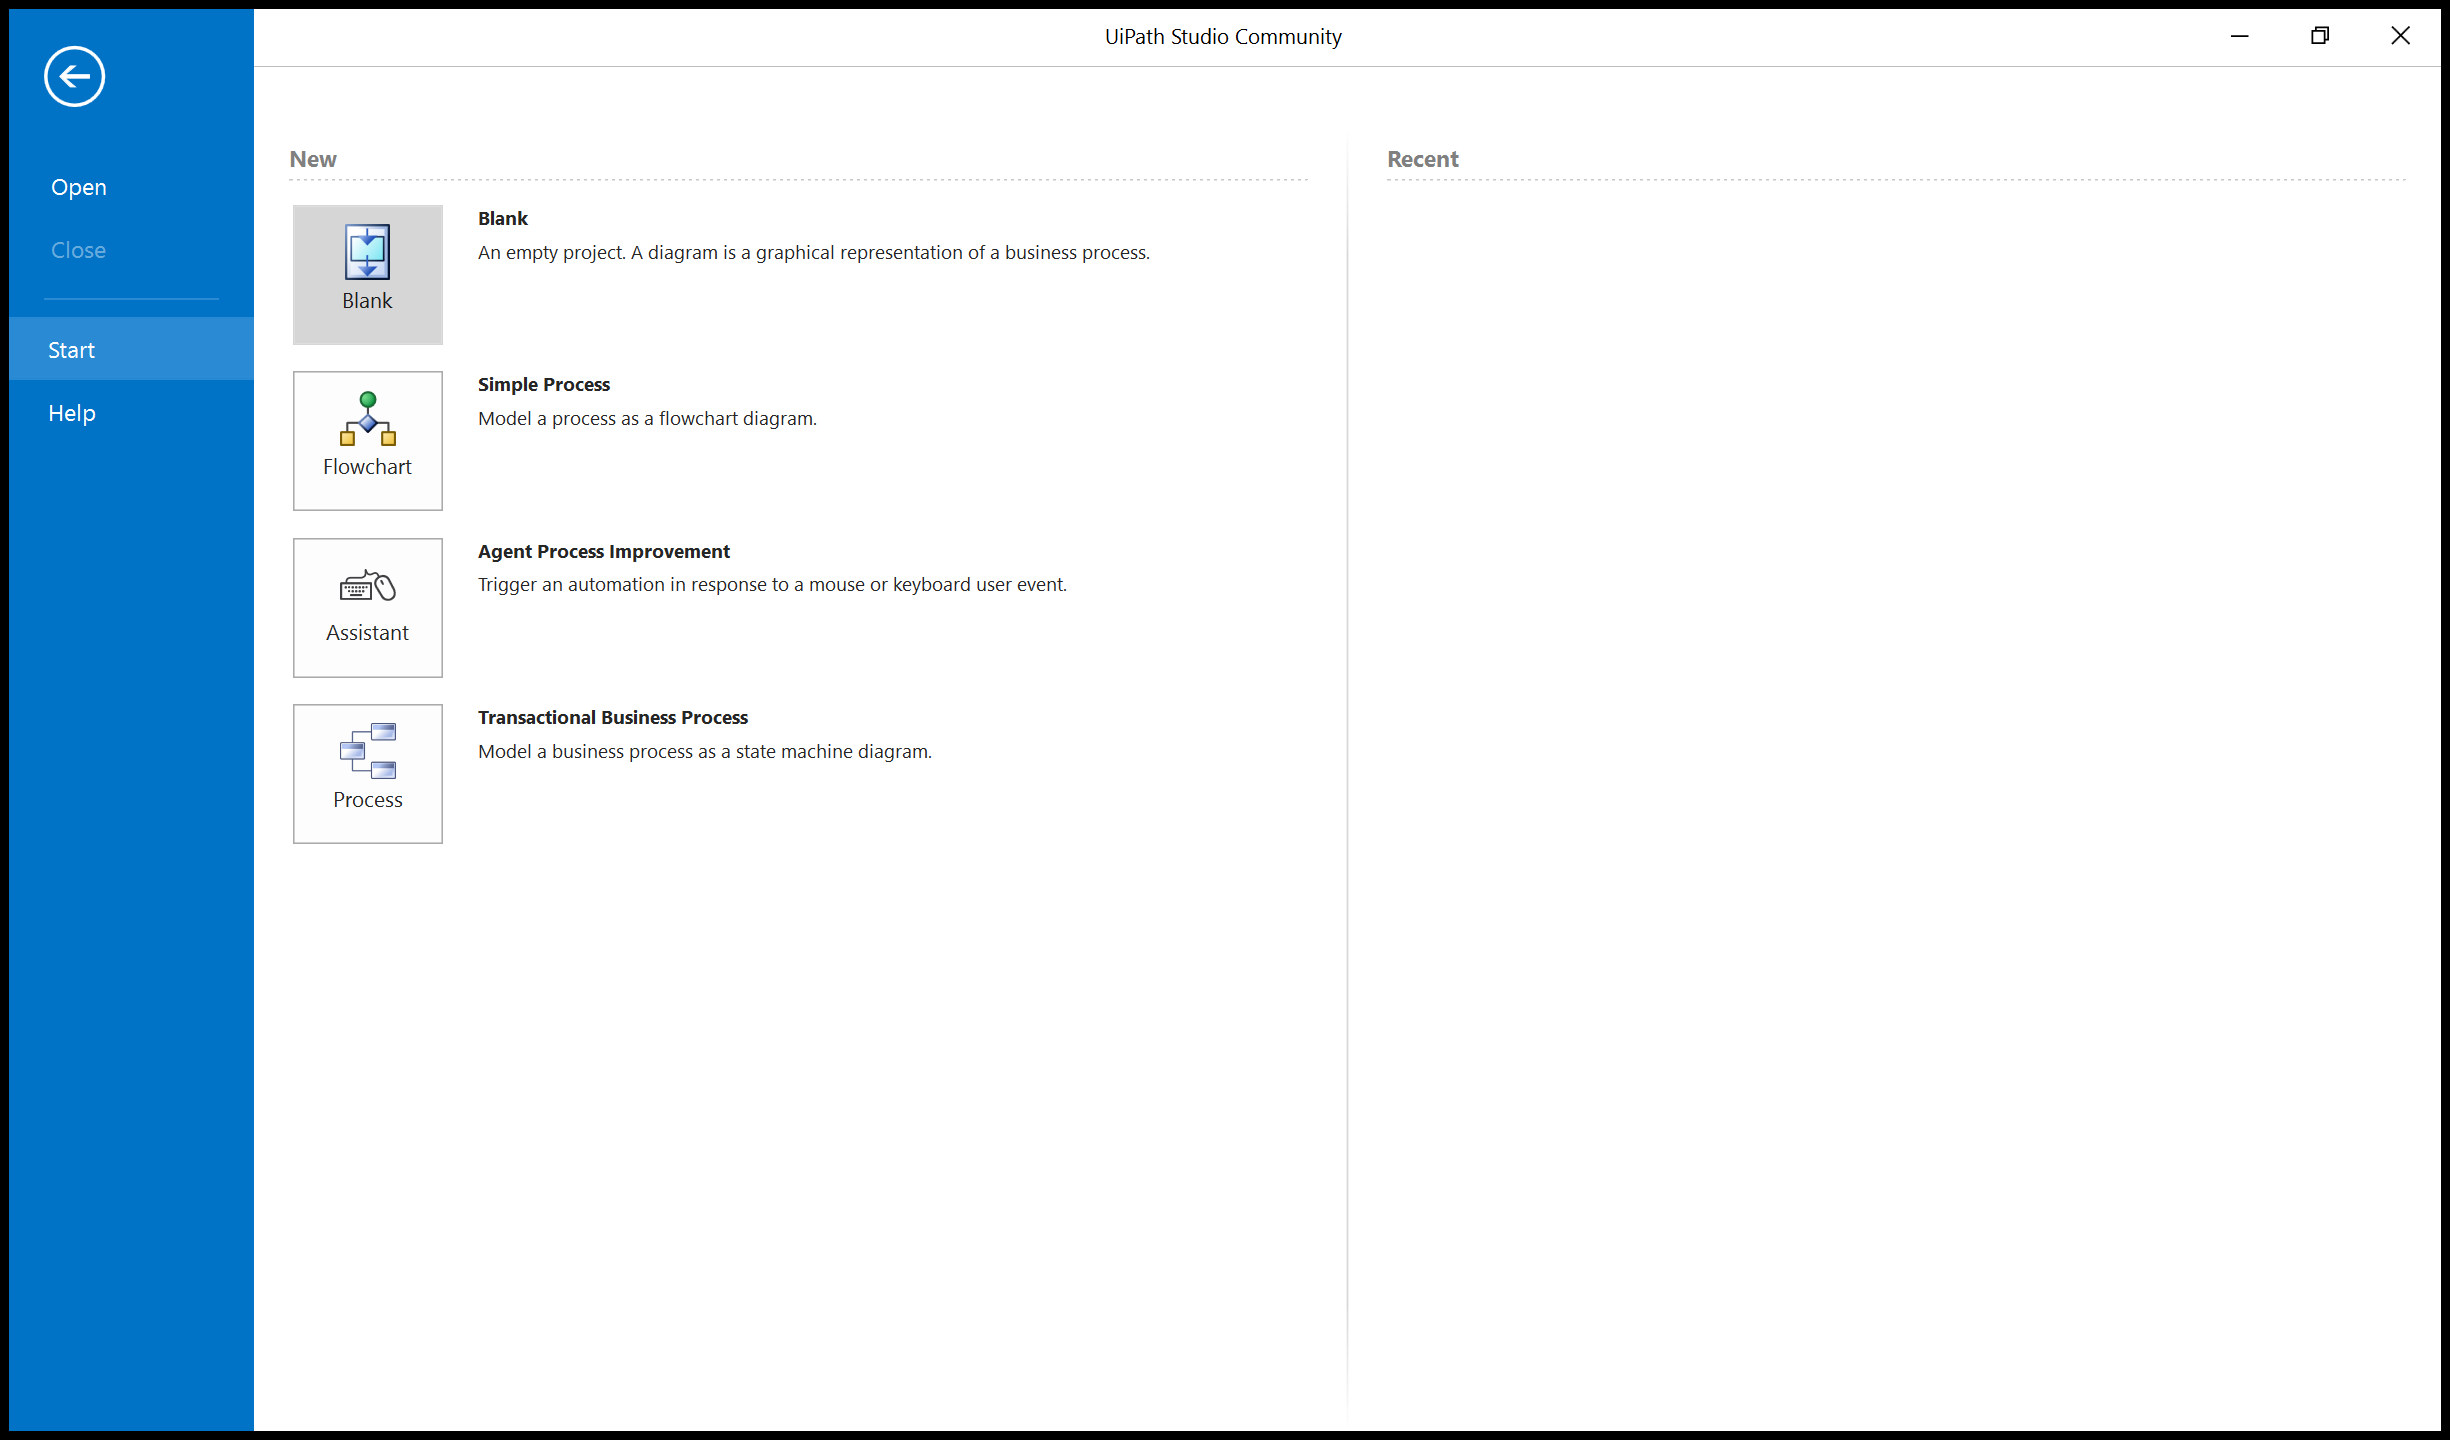 UiPath Studio Community
Open
Close
Start
Help
New
Blank
Blank
An empty project. A diagram is a graphical representation of a business process.
Flowchart
Simple Process
Model a process as a flowchart diagram.
Assistant
Agent Process Improvement
Trigger an automation in response to a mouse or keyboard user event.
Process
Transactional Business Process
Model a business process as a state machine diagram.
Recent